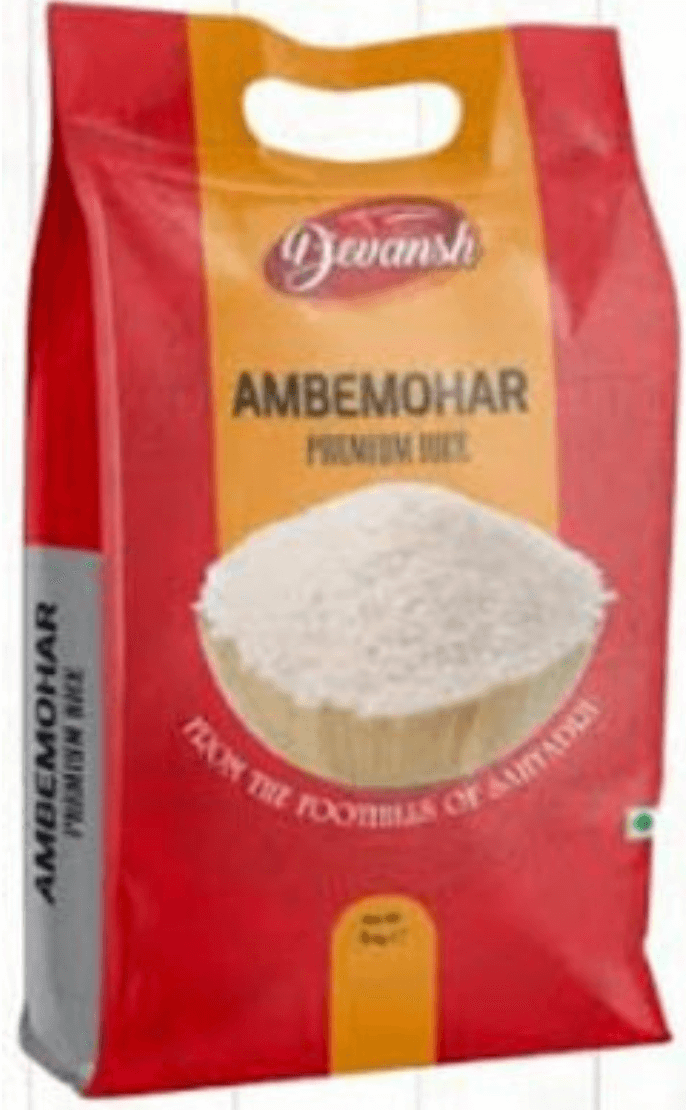 Devansh
AMBEMOHAR
PREMIUM RICE
FROM THE FOOTHILLS OF SAHYADRI
AMBEMOHAR
PREMIUM RICE